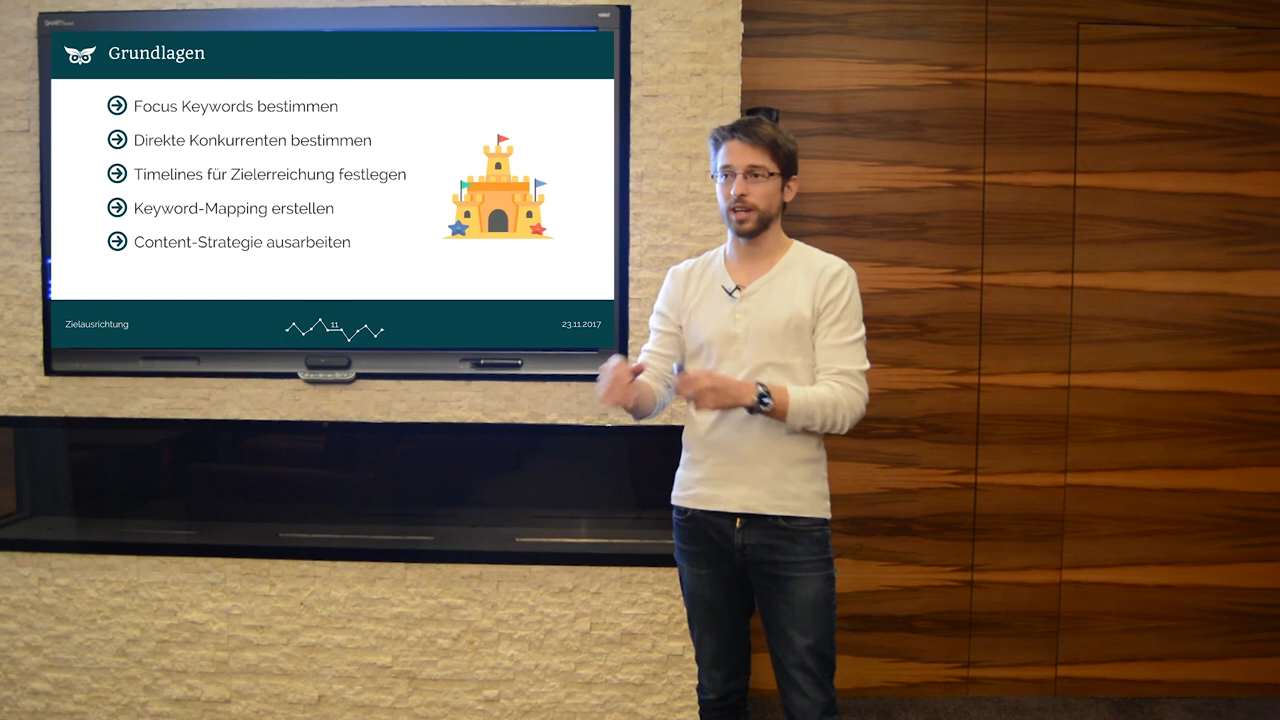 Grundlagen
Focus Keywords bestimmen
Direkte Konkurrenten bestimmen
Timelines für Zielerreichung festlegen
Keyword-Mapping erstellen
Content-Strategie ausarbeiten
Zielausrichtung
11
23.11.2017